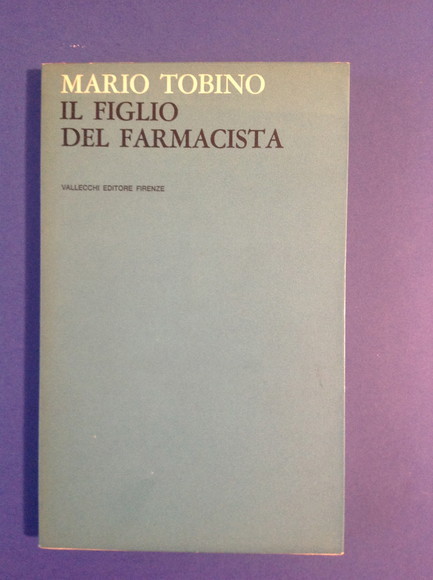 MARIO TOBINO
IL FIGLIO
DEL FARMACISTA
VALLECCHI EDITORE FIRENZE